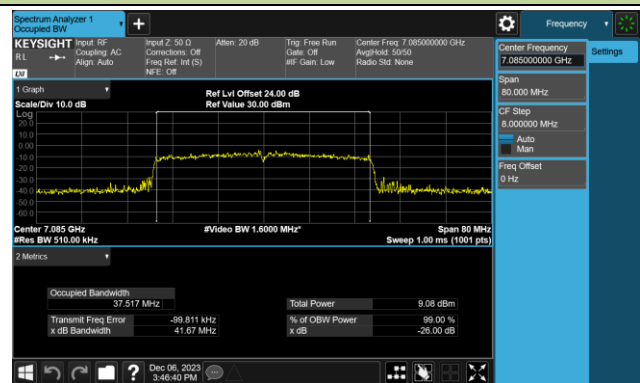 Spectrum Analyzer 1
Occupied BW
Frequency
KEYSIGHT
RL
LXI
Input: RF
Coupling: AC
Align: Auto
Input Z: 50 Ω
Corrections: Off
Freq Ref: Int (S)
NFE: Off
Atten: 20 dB
Trig: Free Run
Gate: Off
#IF Gain: Low
Center Freq: 7.085000000 GHz
Avg|Hold: 50/50
Radio Std: None
Center Frequency
7.085000000 GHz
Settings
Span
80.000 MHz
CF Step
8.000000 MHz
Auto
Man
Freq Offset
0 Hz
1 Graph
Scale/Div 10.0 dB
Ref Lvl Offset 24.00 dB
Ref Value 30.00 dBm
Log
20.0
10.0
0.00
-10.0
-20.0
-30.0
-40.0
-50.0
-60.0
Center 7.085 GHz
#Res BW 510.00 kHz
#Video BW 1.6000 MHz*
Span 80 MHz
Sweep 1.00 ms (1001 pts)
2 Metrics
Occupied Bandwidth
37.517 MHz
Transmit Freq Error -99.811 kHz
x dB Bandwidth 41.67 MHz
Total Power 9.08 dBm
% of OBW Power 99.00 %
x dB -26.00 dB
?
Dec 06, 2023
3:46:40 PM